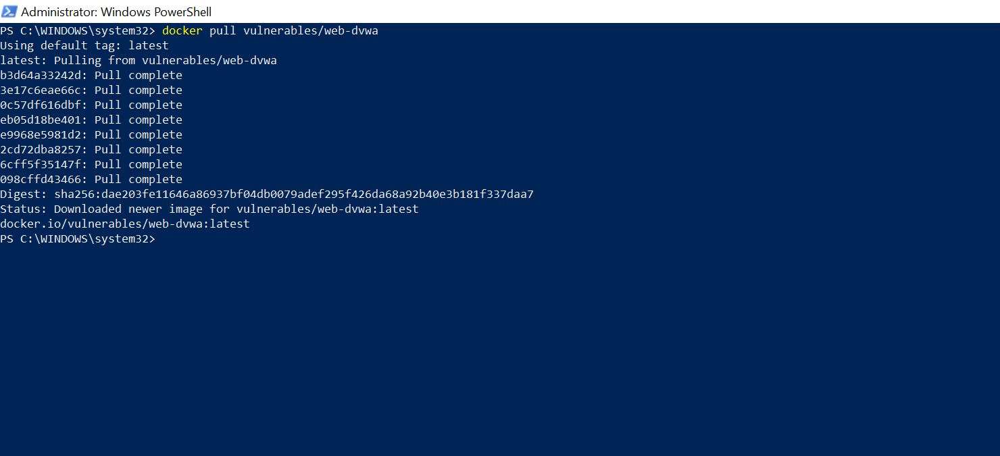 Administrator: Windows PowerShell
PS C:\WINDOWS\system32> docker pull vulnerables/web-dvwa
Using default tag: latest
latest: Pulling from vulnerables/web-dvwa
b3d64a33242d: Pull complete
3e17c6eae66c: Pull complete
0c57df616dbf: Pull complete
eb05d18be401: Pull complete
e9968e5981d2: Pull complete
2cd72dba8257: Pull complete
6cff5f35147f: Pull complete
098cffd43466: Pull complete
Digest: sha256:dae203fe11646a86937bf04db0079adef295f426da68a92b40e3b181f337daa7
Status: Downloaded newer image for vulnerables/web-dvwa:latest
docker.io/vulnerables/web-dvwa:latest
PS C:\WINDOWS\system32>